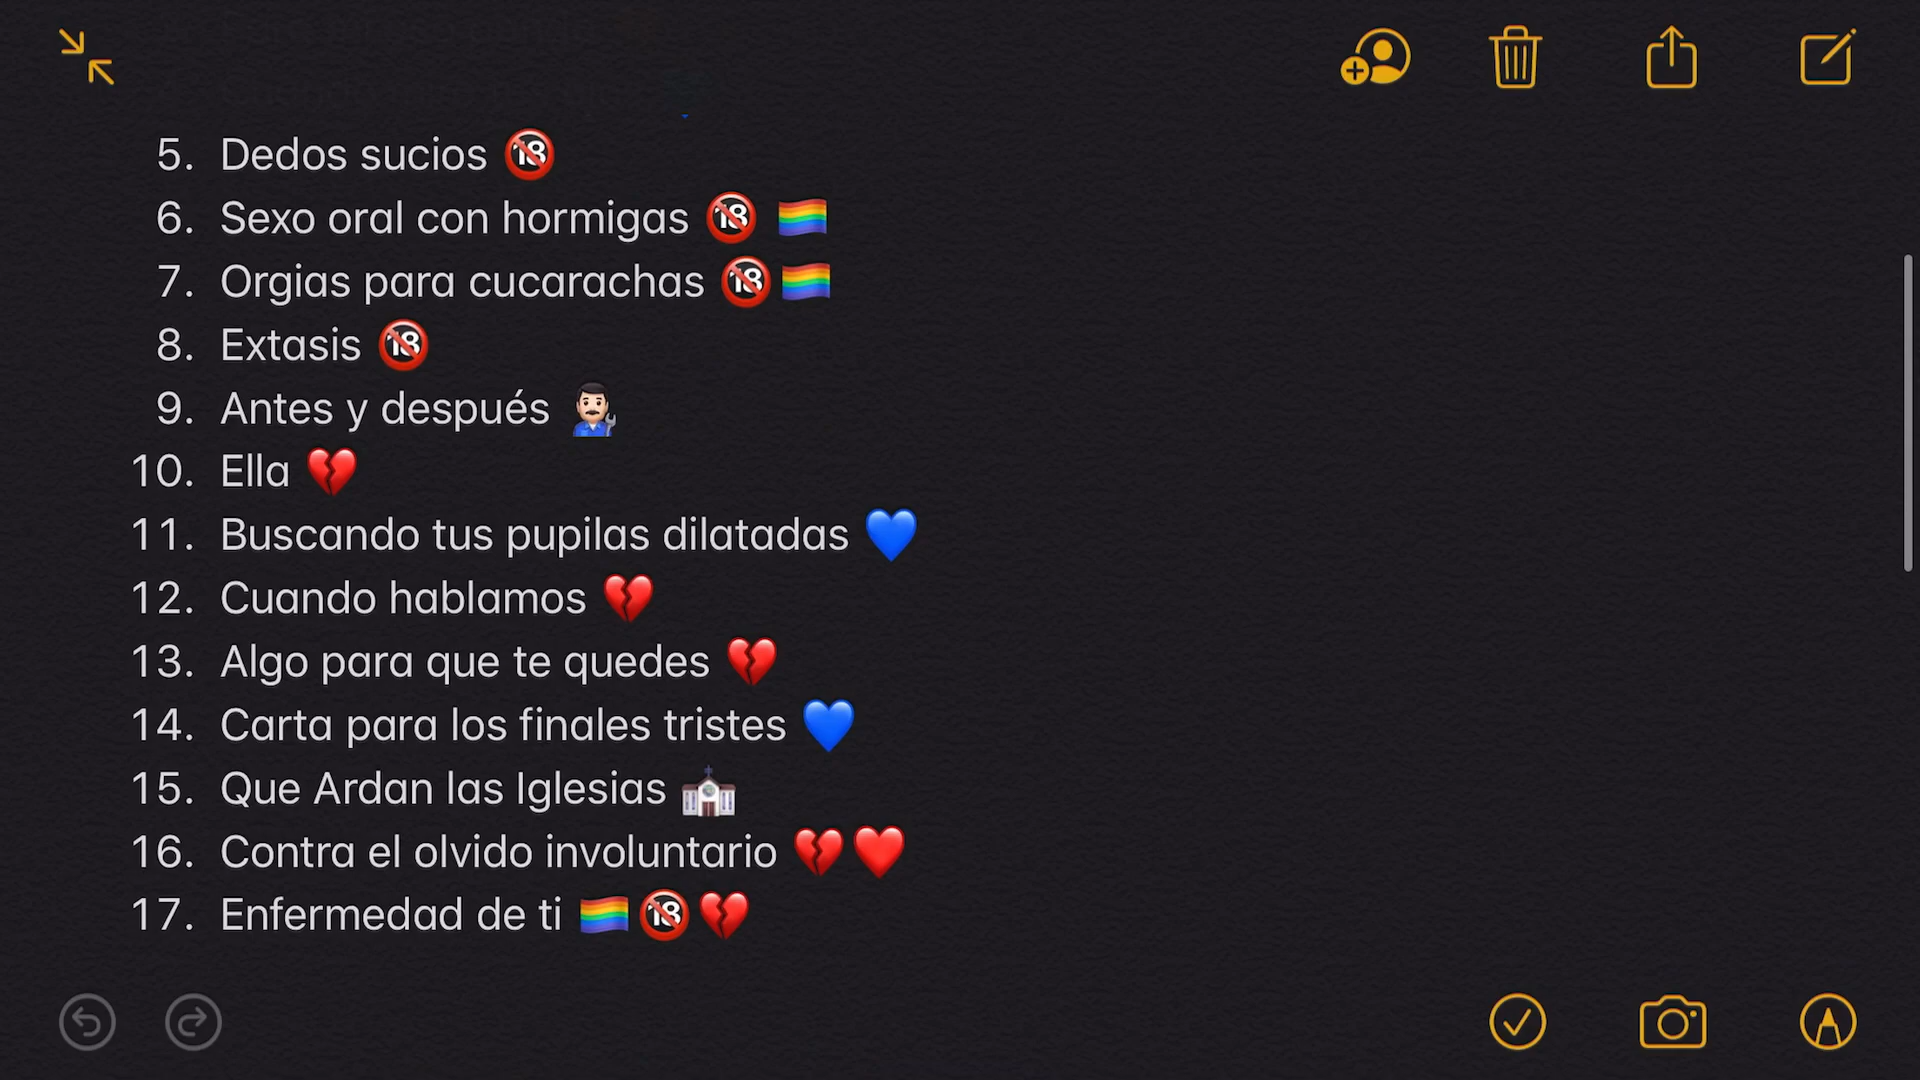 5. Dedos sucios 🔞
6. Sexo oral con hormigas 🔞 🏳️‍🌈
7. Orgias para cucarachas 🔞🏳️‍🌈
8. Extasis 🔞
9. Antes y después 👨🏻‍🔧
10. Ella 💔
11. Buscando tus pupilas dilatadas 💙
12. Cuando hablamos 💔
13. Algo para que te quedes 💔
14. Carta para los finales tristes 💙
15. Que Ardan las Iglesias ⛪
16. Contra el olvido involuntario 💔❤️
17. Enfermedad de ti 🏳️‍🌈🔞💔